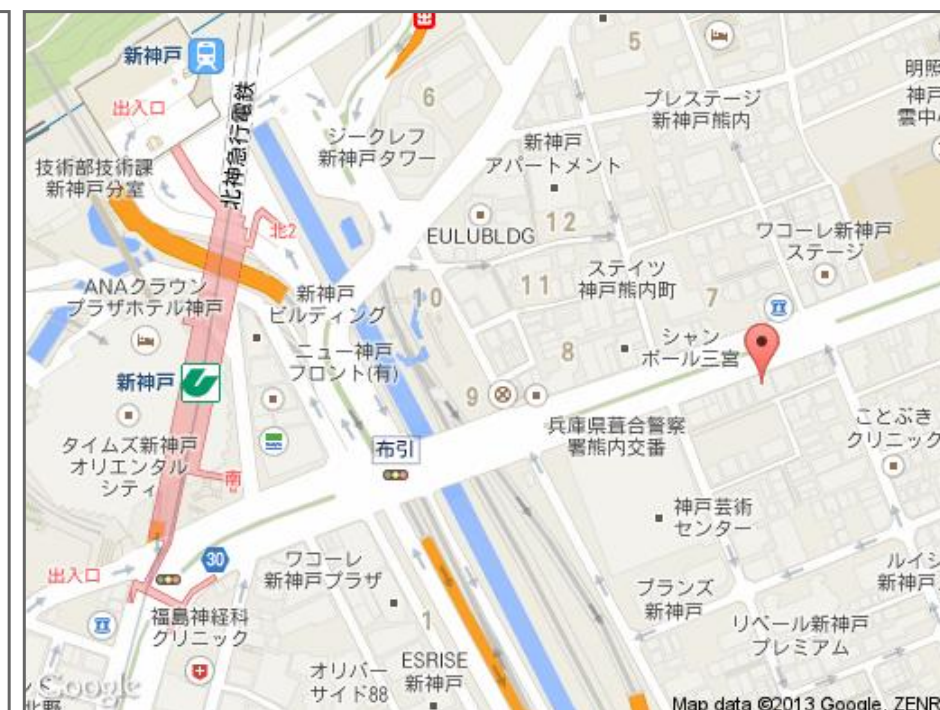 新神戸
5
明照
神戸
雲中
6
プレステージ
新神戸熊内
出入口
ジークレフ
新神戸タワー
新神戸
アパートメント
北神急行電鉄
技術部技術課
新神戸分室
北2
EULUBLDG
12
ワコーレ新神戸
ステージ
ステイツ
神戸熊内町
11
7
10
ANAクラウン
プラザホテル神戸
新神戸
ビルディング
シャン
ボール三宮
8
ニュー神戸
フロント(有)
新神戸
9
ことぶき
クリニック
兵庫県葺合警察
署熊内交番
タイムズ新神戸
オリエンタル
シティ
布引
南
神戸芸術
センター
30
出入口
ワコーレ
新神戸プラザ
ルイシ
新神戸
プランズ
新神戸
福島神経科
クリニック
1
リベール新神戸
プレミアム
オリバー
サイド88
ESRISE
新神戸
Google
北野
Map data ©2013 Google, ZENR